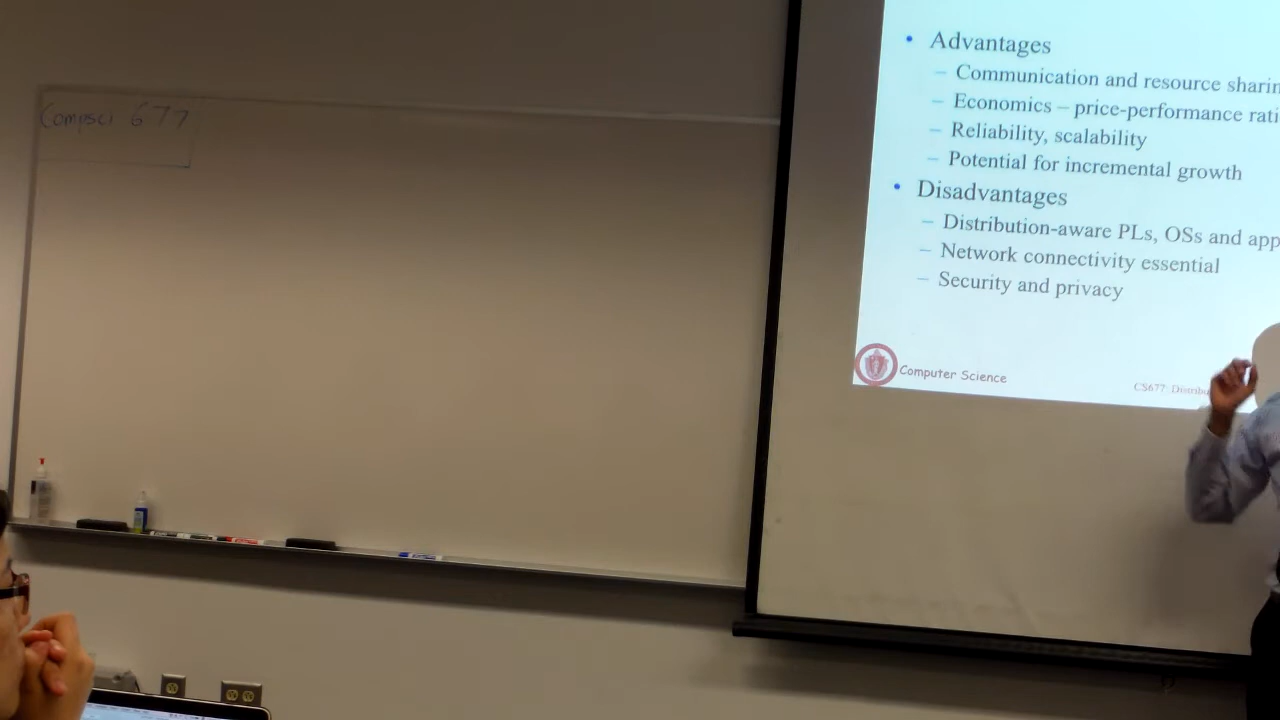 Compsci 677
• Advantages
– Communication and resource sharin
– Economics – price-performance rati
– Reliability, scalability
– Potential for incremental growth
• Disadvantages
– Distribution-aware PLs, OSs and app
– Network connectivity essential
– Security and privacy
Computer Science
CS677: Distribu